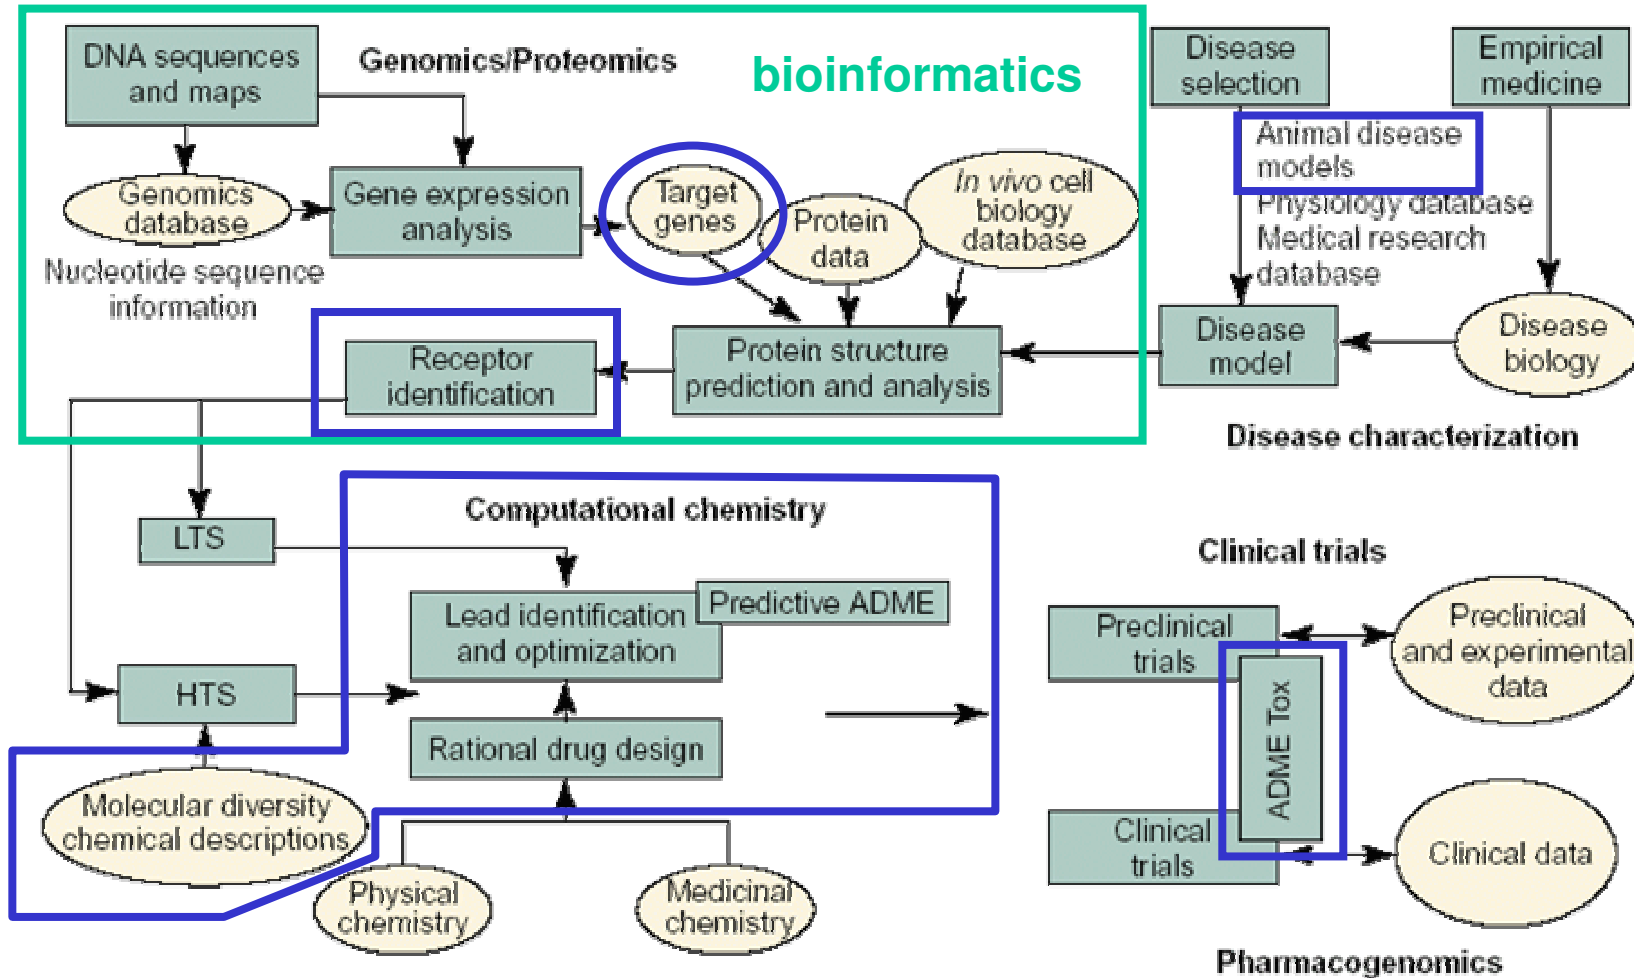 DNA sequences
and maps
Genomics/Proteomics
bioinformatics
Disease
selection
Empirical
medicine
Animal disease
models
Physiology database
Medical research
database
Genomics
database
Nucleotide sequence
information
Gene expression
analysis
Target
genes
Protein
data
In vivo cell
biology
database
Receptor
identification
Protein structure
prediction and analysis
Disease
model
Disease
biology
Disease characterization
Computational chemistry
LTS
Lead identification
and optimization
Predictive ADME
HTS
Rational drug design
Molecular diversity
chemical descriptions
Physical
chemistry
Medicinal
chemistry
Clinical trials
Preclinical
trials
Preclinical
and experimental
data
ADME Tox
Clinical
trials
Clinical data
Pharmacogenomics